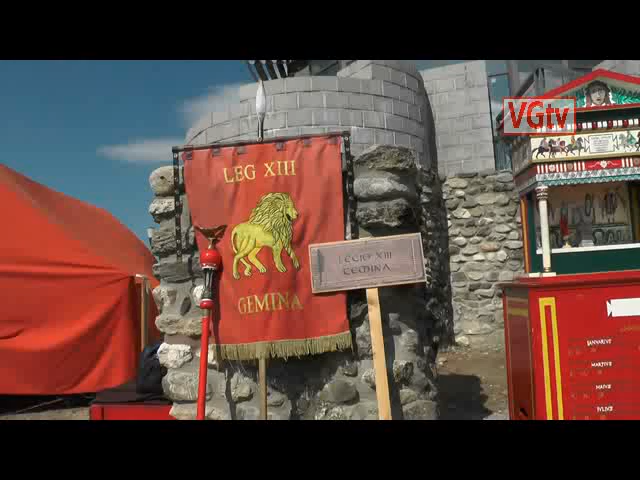 VGtv
LEG XIII
GEMINA
LEGIO XIII
GEMINA
IANVARIVS
MARTIVS
MAIVS
IVLIVS